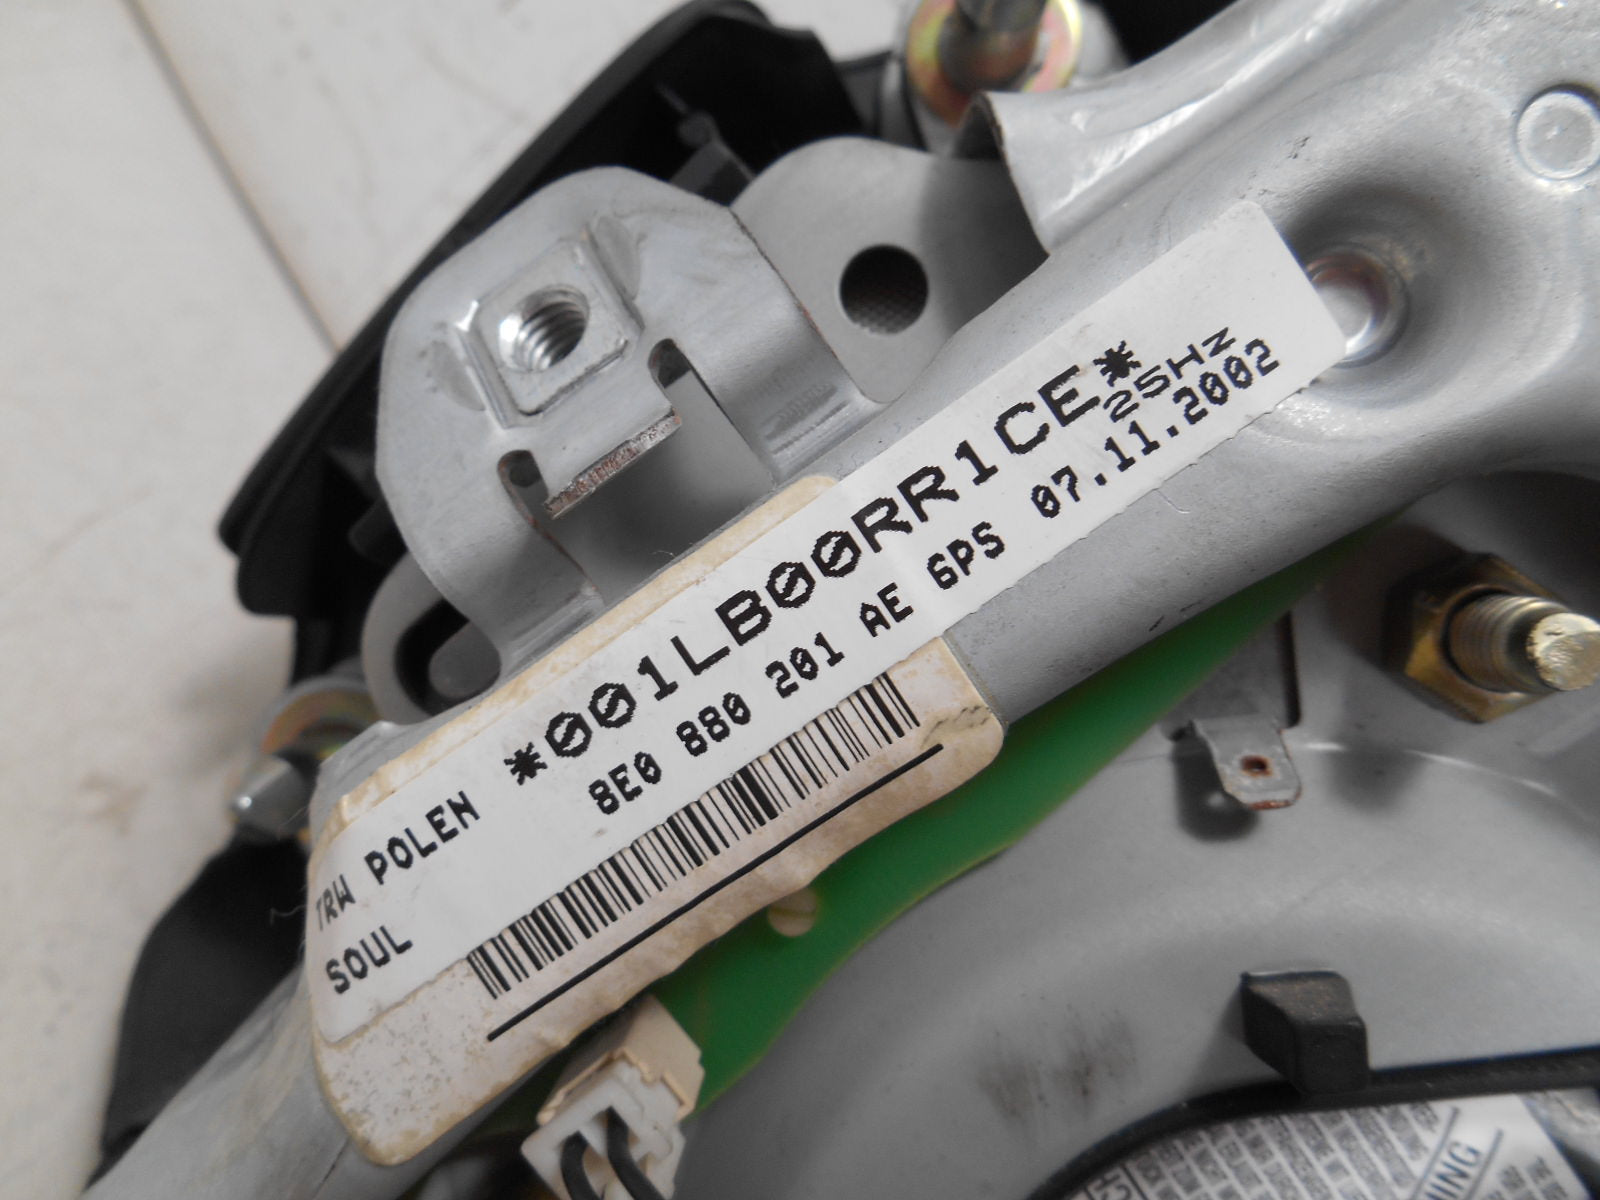 *001LB00RR1CE*
25Hz
8E0 880 201 AE 6PS 07.11.2002
TRW POLEN
SOUL